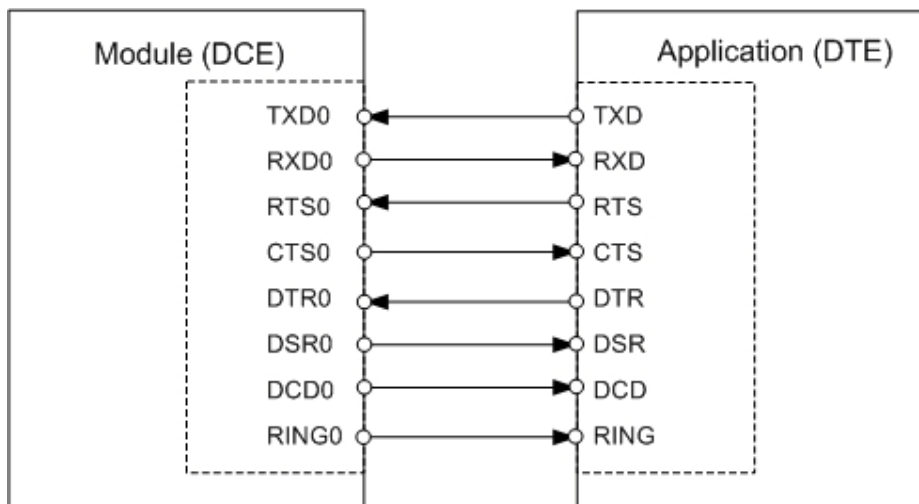 Module (DCE)
Application (DTE)
TXD0
TXD
RXD0
RXD
RTS0
RTS
CTS0
CTS
DTR0
DTR
DSR0
DSR
DCD0
DCD
RING0
RING